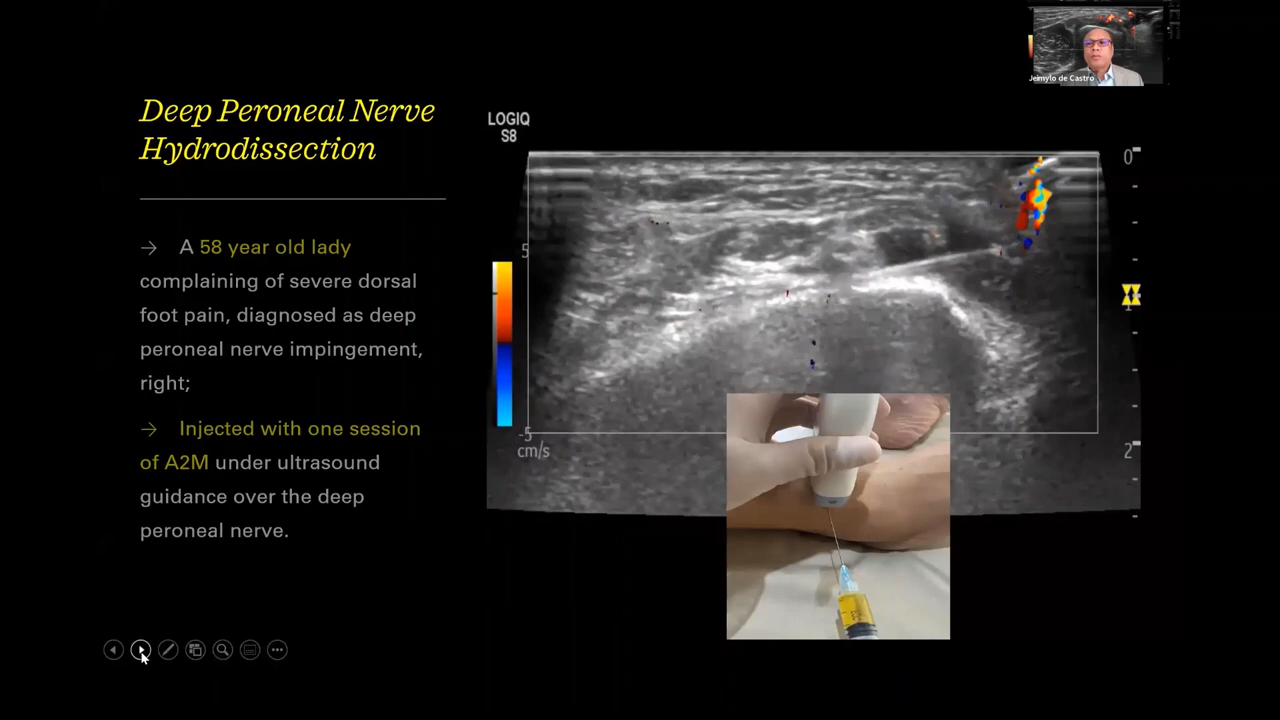 Jeimylo de Castro
Deep Peroneal Nerve
Hydrodissection
→ A 58 year old lady
complaining of severe dorsal
foot pain, diagnosed as deep
peroneal nerve impingement,
right;
→ Injected with one session
of A2M under ultrasound
guidance over the deep
peroneal nerve.
LOGIQ
S8
5
-5
cm/s
0
1
2